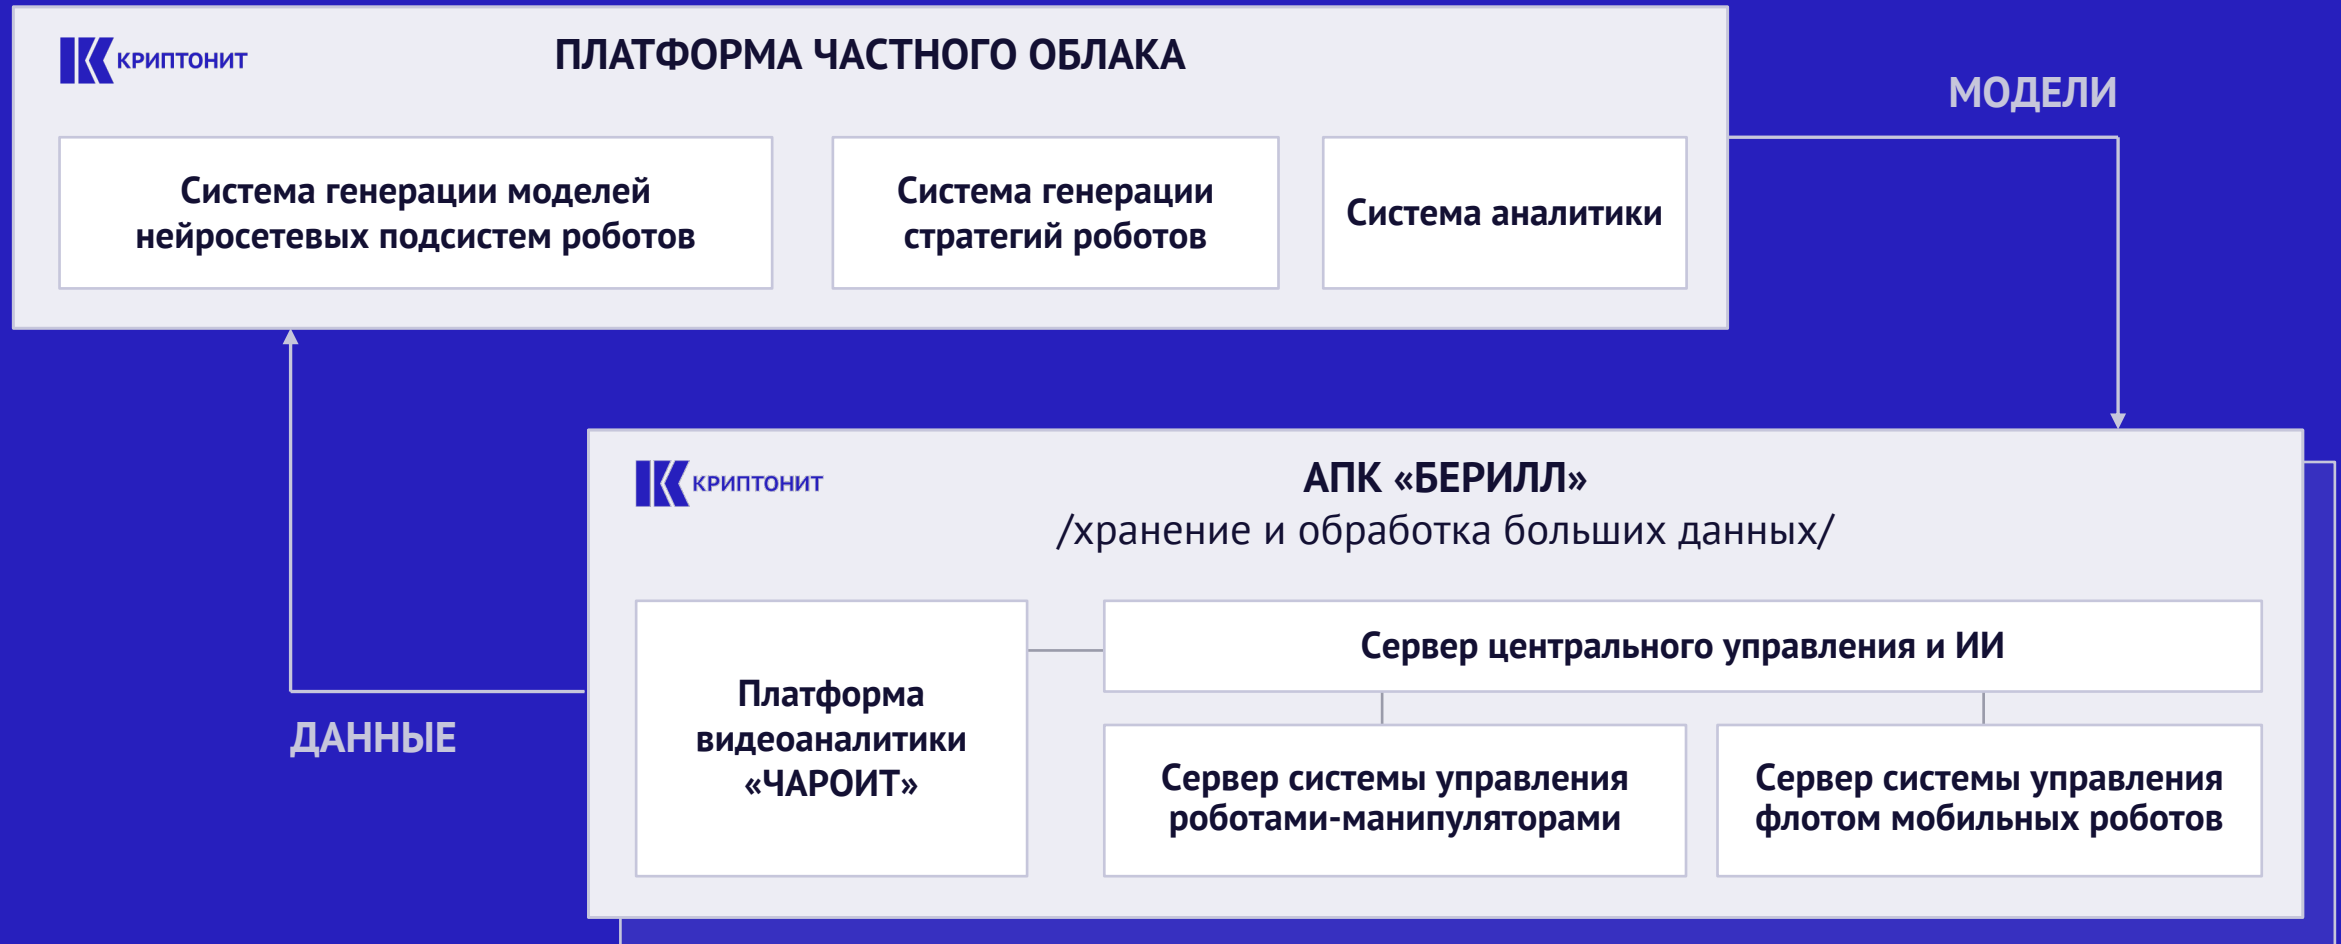 КРИПТОНИТ
ПЛАТФОРМА ЧАСТНОГО ОБЛАКА
МОДЕЛИ
Система генерации моделей
нейросетевых подсистем роботов
Система генерации
стратегий роботов
Система аналитики
КРИПТОНИТ
АПК «БЕРИЛЛ»
/хранение и обработка больших данных/
ДАННЫЕ
Платформа
видеоаналитики
«ЧАРОИТ»
Сервер центрального управления и ИИ
Сервер системы управления
роботами-манипуляторами
Сервер системы управления
флотом мобильных роботов